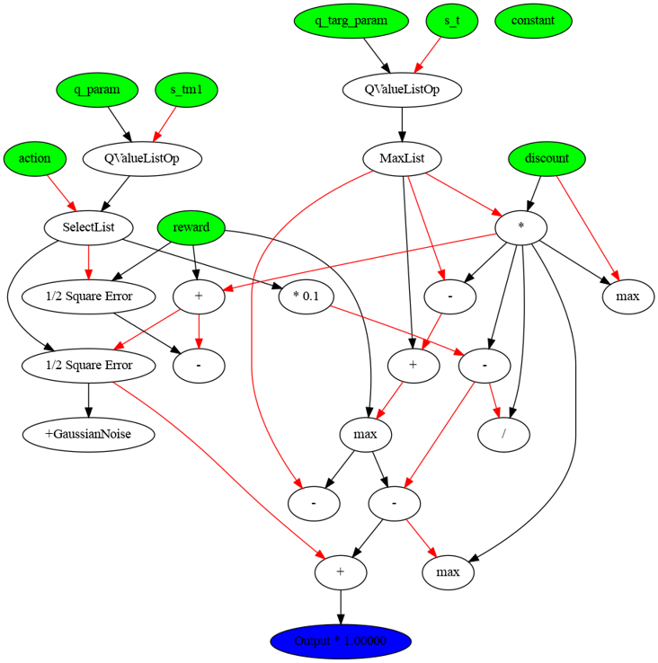 q_targ_param
s_t
constant
q_param
s_tm1
QValueListOp
action
QValueListOp
MaxList
discount
SelectList
reward
*
1/2 Square Error
+
* 0.1
-
max
1/2 Square Error
-
+
-
+GaussianNoise
max
/
-
-
+
max
Output * 1.00000